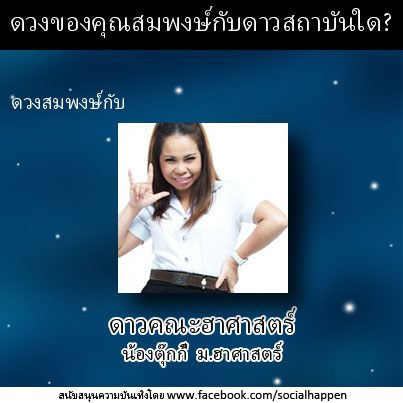 ดวงของคุณสมพงษ์กับดาวสถาบันใด?
ดวงสมพงษ์กับ
ดาวคณะฮาศาสตร์
น้องตุ๊กกี้ ม.ฮาศาสตร์
สนับสนุนความบันเทิงโดย www.facebook.com/socialhappen